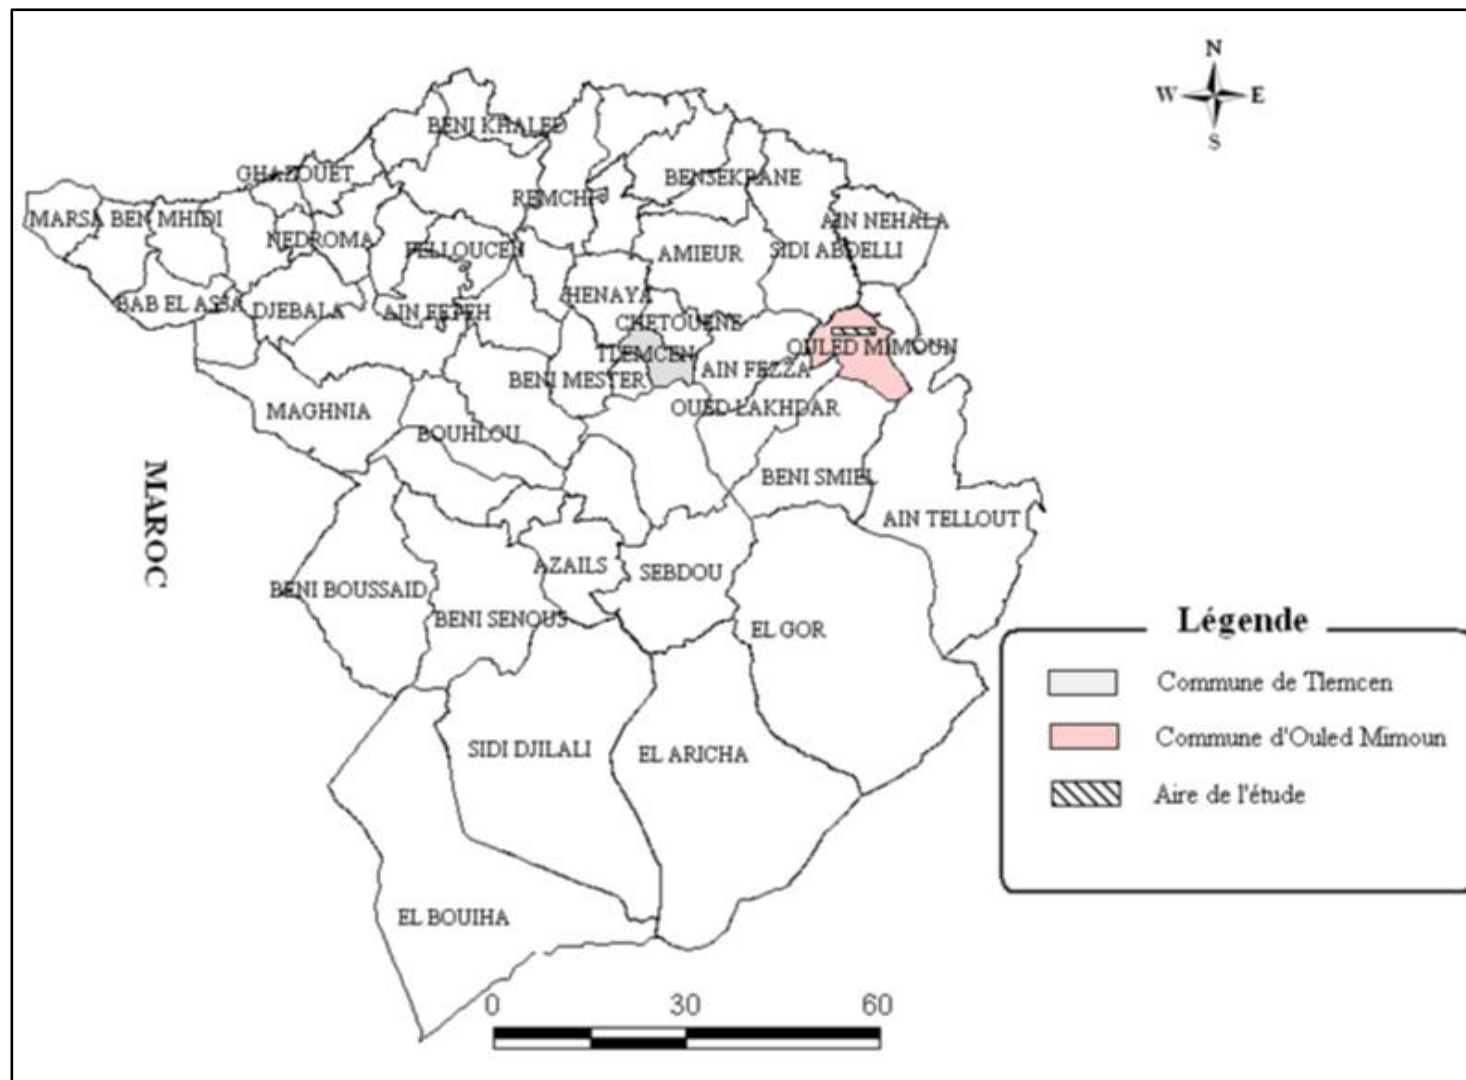 N
W E
S
BENI KHALED
GHAZOUET
BENSEKRANE
REMCHI
MARSA BEN MHIDI
AIN NEHALA
NEDROMA
FELLOUCEN
AMIEUR
SIDI ABDELLI
HENAYA
BAB EL ASSA
DJEBALA
AIN FETEH
CHETOUENE
OULED MIMOUN
TLEMCEN
AIN FEZZA
BENI MESTER
MAGHNIA
OUED LAKHDAR
BOUHLOU
BENI SMIEL
MAROC
AIN TELLOUT
AZAILS
SEBDOU
BENI BOUSSAID
BENI SENOUS
EL GOR
SIDI DJILALI
EL ARICHA
EL BOUIHA
Légende
Commune de Tlemcen
Commune d'Ouled Mimoun
Aire de l'étude
0 30 60